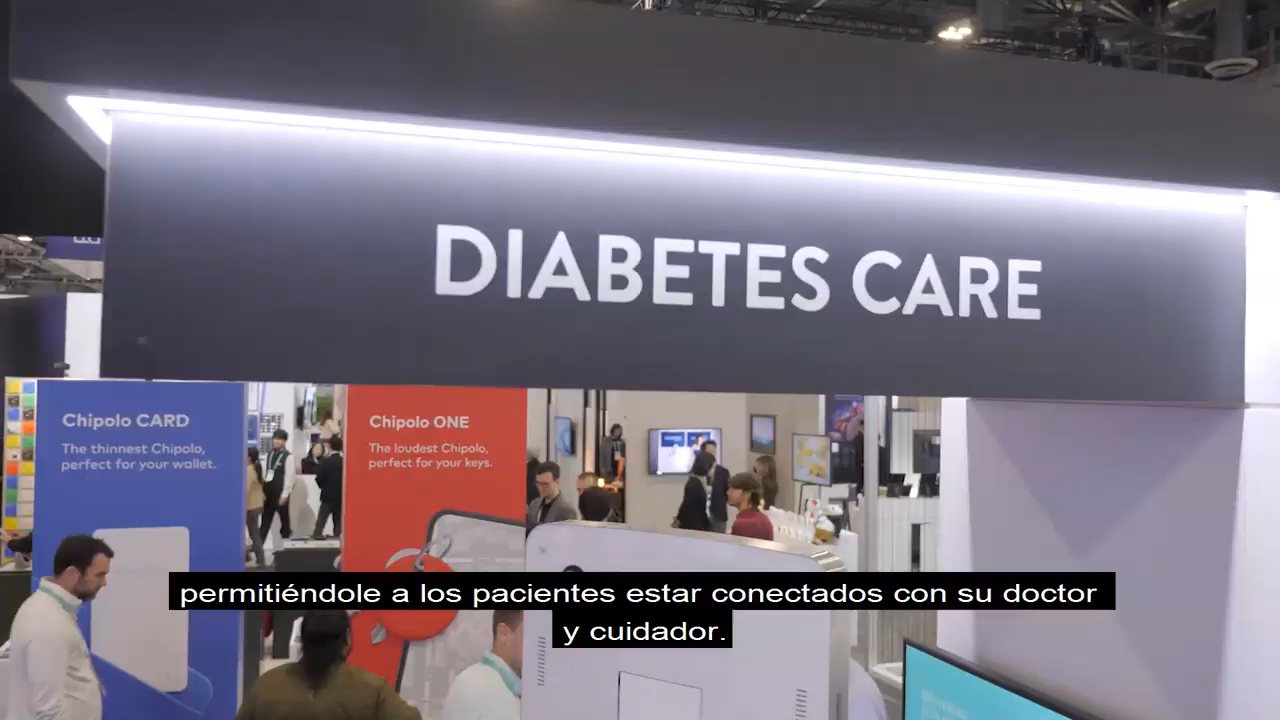 DIABETES CARE
Chipolo CARD
The thinnest Chipolo,
perfect for your wallet.
Chipolo ONE
The loudest Chipolo,
perfect for your keys.
permitiéndole a los pacientes estar conectados con su doctor
y cuidador.